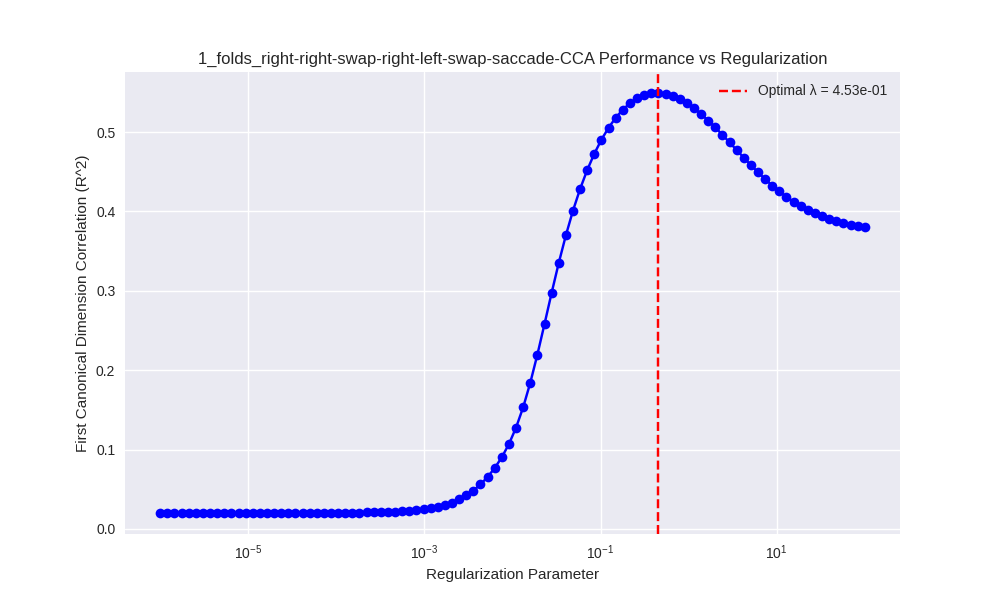 1_folds_right-right-swap-right-left-swap-saccade-CCA Performance vs Regularization
Optimal λ = 4.53e-01
First Canonical Dimension Correlation (R^2)
0.5
0.4
0.3
0.2
0.1
0.0
10⁻⁵ 10⁻³ 10⁻¹ 10¹
Regularization Parameter